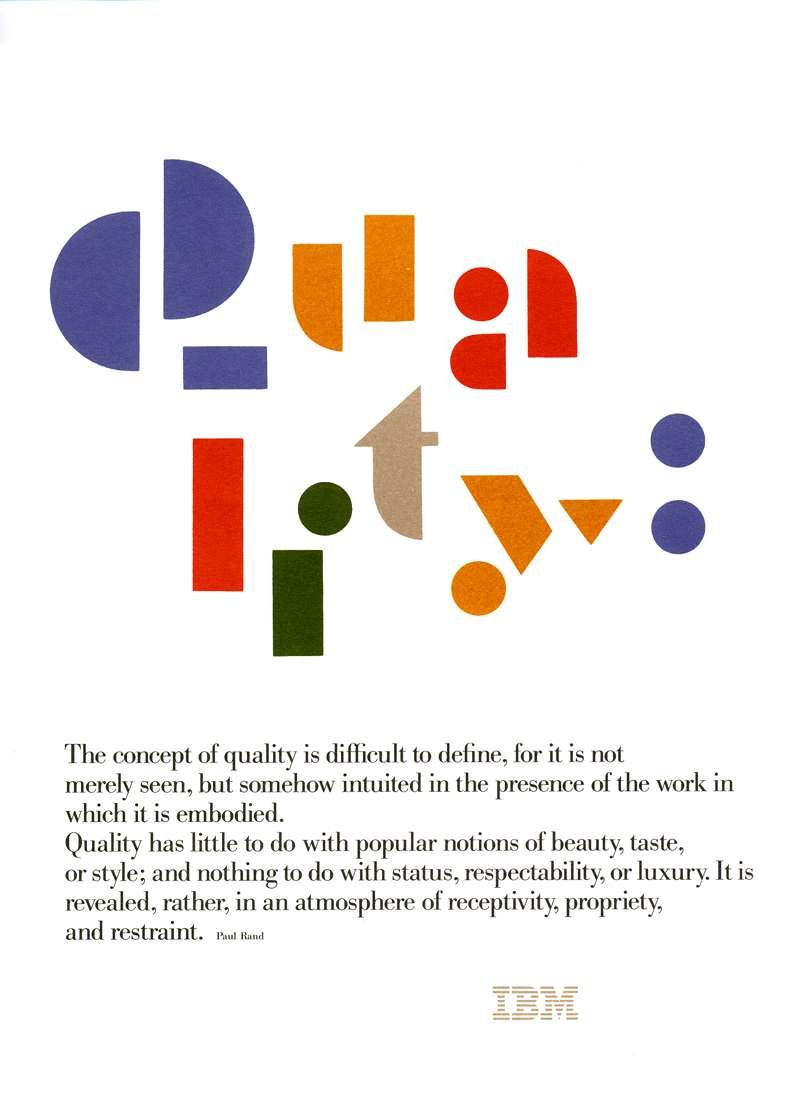 Qua
lity:
The concept of quality is difficult to define, for it is not
merely seen, but somehow intuited in the presence of the work in
which it is embodied.
Quality has little to do with popular notions of beauty, taste,
or style; and nothing to do with status, respectability, or luxury. It is
revealed, rather, in an atmosphere of receptivity, propriety,
and restraint. Paul Rand
IBM